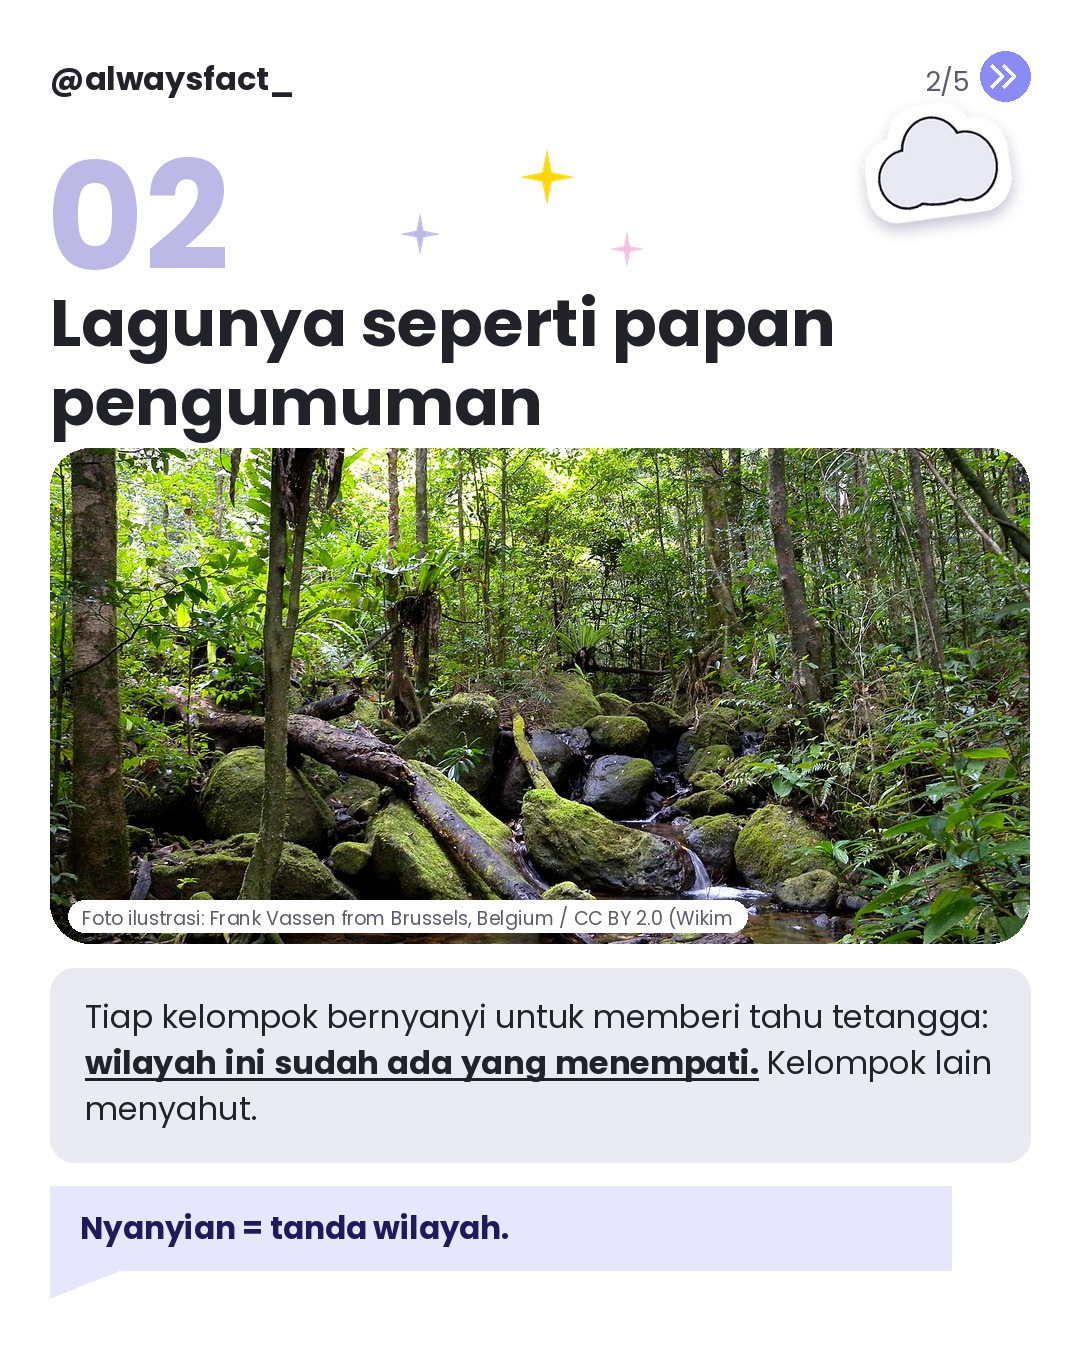 @alwaysfact_
2/5
02
Lagunya seperti papan
pengumuman
Foto ilustrasi: Frank Vassen from Brussels, Belgium / CC BY 2.0 (Wikim
Tiap kelompok bernyanyi untuk memberi tahu tetangga:
wilayah ini sudah ada yang menempati. Kelompok lain
menyahut.
Nyanyian = tanda wilayah.